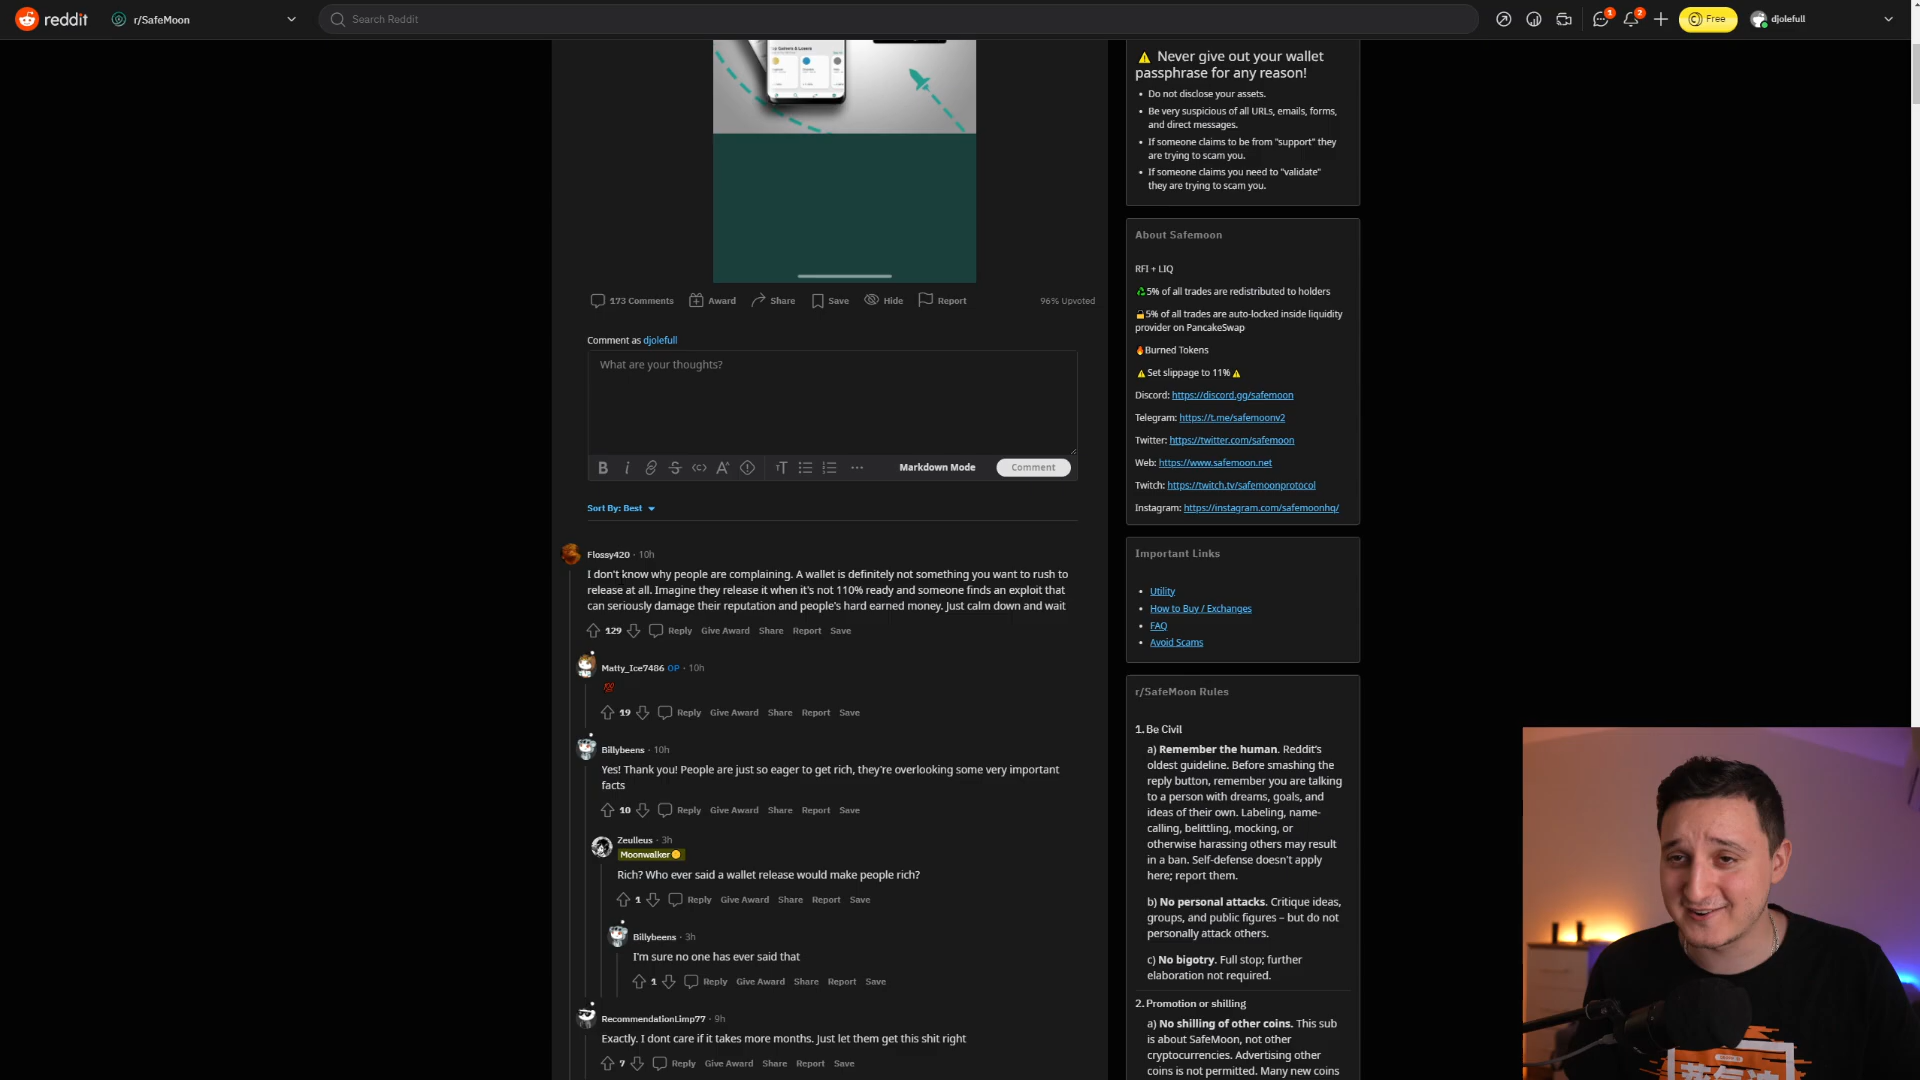 reddit
r/SafeMoon
Search Reddit
1
2
Free
djolefull
Never give out your wallet
passphrase for any reason!
• Do not disclose your assets.
• Be very suspicious of all URLs, emails, forms,
and direct messages.
• If someone claims to be from "support" they
are trying to scam you.
• If someone claims you need to "validate"
they are trying to scam you.
173 Comments
Award
Share
Save
Hide
Report
96% Upvoted
Comment as djolefull
What are your thoughts?
Markdown Mode
Comment
Sort By: Best
Flossy420 · 10h
I don't know why people are complaining. A wallet is definitely not something you want to rush to
release at all. Imagine they release it when it's not 110% ready and someone finds an exploit that
can seriously damage their reputation and people's hard earned money. Just calm down and wait
129 Reply Give Award Share Report Save
Matty_Ice7486 OP · 10h
💯
19 Reply Give Award Share Report Save
Billybeens · 10h
Yes! Thank you! People are just so eager to get rich, they're overlooking some very important
facts
10 Reply Give Award Share Report Save
Zeulleus · 3h
Moonwalker
Rich? Who ever said a wallet release would make people rich?
1 Reply Give Award Share Report Save
Billybeens · 3h
I'm sure no one has ever said that
1 Reply Give Award Share Report Save
RecommendationLimp77 · 9h
Exactly. I dont care if it takes more months. Just let them get this shit right
7 Reply Give Award Share Report Save
About Safemoon
RFI + LIQ
♻5% of all trades are redistributed to holders
🔒5% of all trades are auto-locked inside liquidity
provider on PancakeSwap
🔥Burned Tokens
⚠Set slippage to 11%⚠
Discord: https://discord.gg/safemoon
Telegram: https://t.me/safemoonv2
Twitter: https://twitter.com/safemoon
Web: https://www.safemoon.net
Twitch: https://twitch.tv/safemoonprotocol
Instagram: https://instagram.com/safemoonhq/
Important Links
• Utility
• How to Buy / Exchanges
• FAQ
• Avoid Scams
r/SafeMoon Rules
1. Be Civil
a) Remember the human. Reddit's
oldest guideline. Before smashing the
reply button, remember you are talking
to a person with dreams, goals, and
ideas of their own. Labeling, name-
calling, belittling, mocking, or
otherwise harassing others may result
in a ban. Self-defense doesn't apply
here; report them.
b) No personal attacks. Critique ideas,
groups, and public figures – but do not
personally attack others.
c) No bigotry. Full stop; further
elaboration not required.
2. Promotion or shilling
a) No shilling of other coins. This sub
is about SafeMoon, not other
cryptocurrencies. Advertising other
coins is not permitted. Many new coins